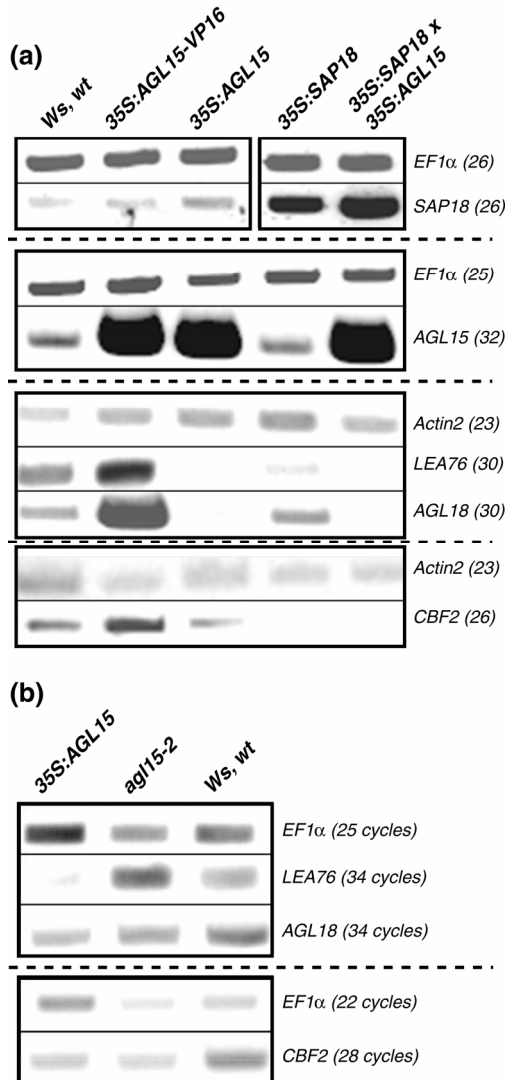 (a)
Ws, wt
35S:AGL15-VP16
35S:AGL15
35S:SAP18
35S:SAP18 x
35S:AGL15
EF1α (26)
SAP18 (26)
EF1α (25)
AGL15 (32)
Actin2 (23)
LEA76 (30)
AGL18 (30)
Actin2 (23)
CBF2 (26)
(b)
35S:AGL15
agl15-2
Ws, wt
EF1α (25 cycles)
LEA76 (34 cycles)
AGL18 (34 cycles)
EF1α (22 cycles)
CBF2 (28 cycles)